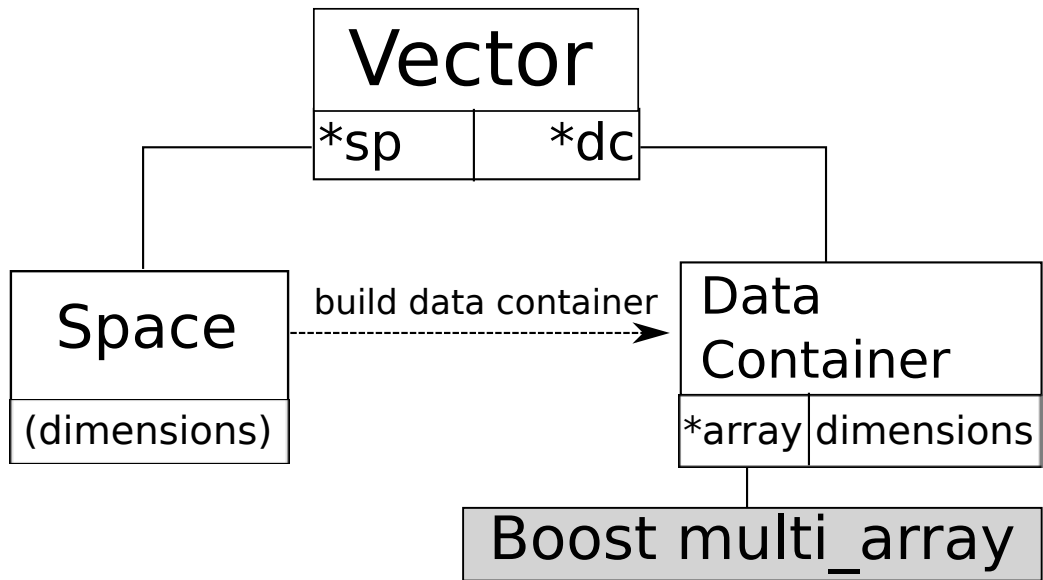 Vector
*sp *dc
build data container
Space
Data
Container
(dimensions)
*array dimensions
Boost multi_array